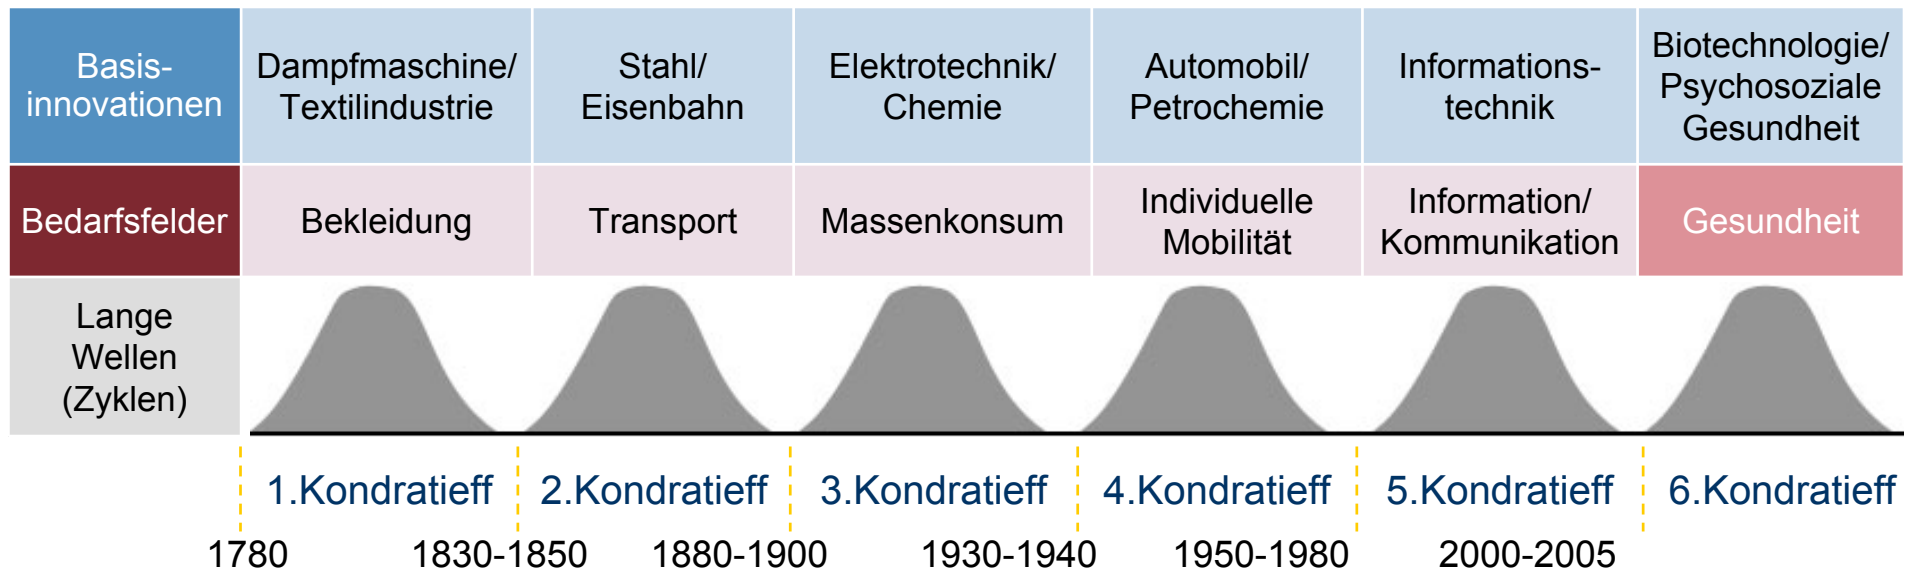 Basis-
innovationen
Dampfmaschine/
Textilindustrie
Stahl/
Eisenbahn
Elektrotechnik/
Chemie
Automobil/
Petrochemie
Informations-
technik
Biotechnologie/
Psychosoziale
Gesundheit
Bedarfsfelder
Bekleidung
Transport
Massenkonsum
Individuelle
Mobilität
Information/
Kommunikation
Gesundheit
Lange
Wellen
(Zyklen)
1.Kondratieff
2.Kondratieff
3.Kondratieff
4.Kondratieff
5.Kondratieff
6.Kondratieff
1780
1830-1850
1880-1900
1930-1940
1950-1980
2000-2005